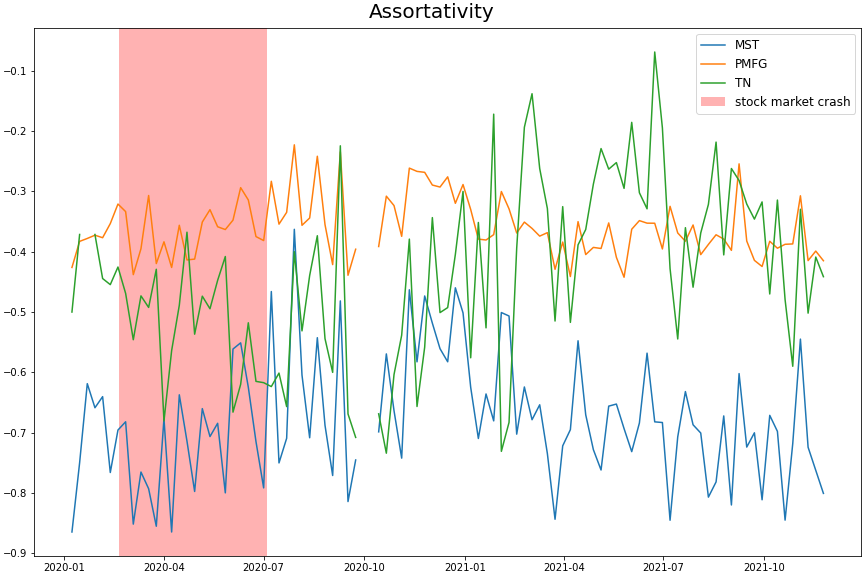 Assortativity
MST
PMFG
TN
stock market crash
−0.1
−0.2
−0.3
−0.4
−0.5
−0.6
−0.7
−0.8
−0.9
2020-01 2020-04 2020-07 2020-10 2021-01 2021-04 2021-07 2021-10